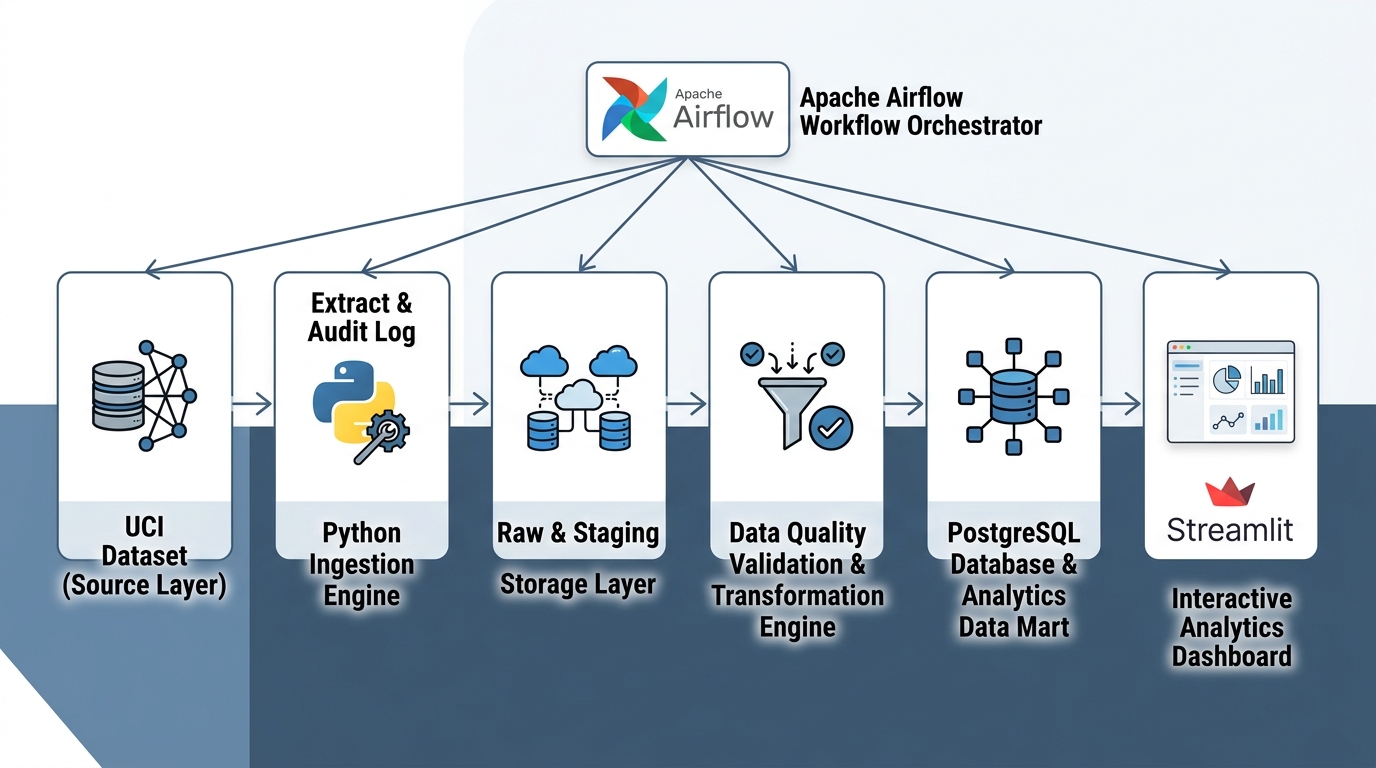 Apache
Airflow
Apache Airflow
Workflow Orchestrator
Extract &
Audit Log
UCI
Dataset
(Source Layer)
Python
Ingestion
Engine
Raw & Staging
Storage Layer
Data Quality
Validation &
Transformation
Engine
PostgreSQL
Database &
Analytics
Data Mart
Streamlit
Interactive
Analytics
Dashboard